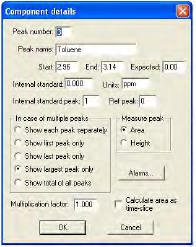 Component details
Peak number: 3
Peak name: Toluene
Start: 2.96 End: 3.14 Expected: 0.00
Internal standard: 0.000 Units: ppm
Internal standard peak: 1 Ref peak: 0
In case of multiple peaks
Show each peak separately
Show first peak only
Show last peak only
Show largest peak only
Show total of all peaks
Measure peak
Area
Height
Alarms...
Multiplication factor: 1.000
Calculate area as
time-slice
OK
Cancel